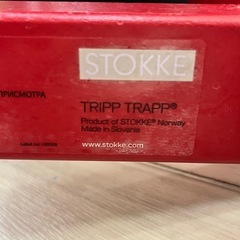 STOKKE
ПРИСМОТРА
TRIPP TRAPP®
Product of STOKKE® Norway
Made in Slovenia
www.stokke.com